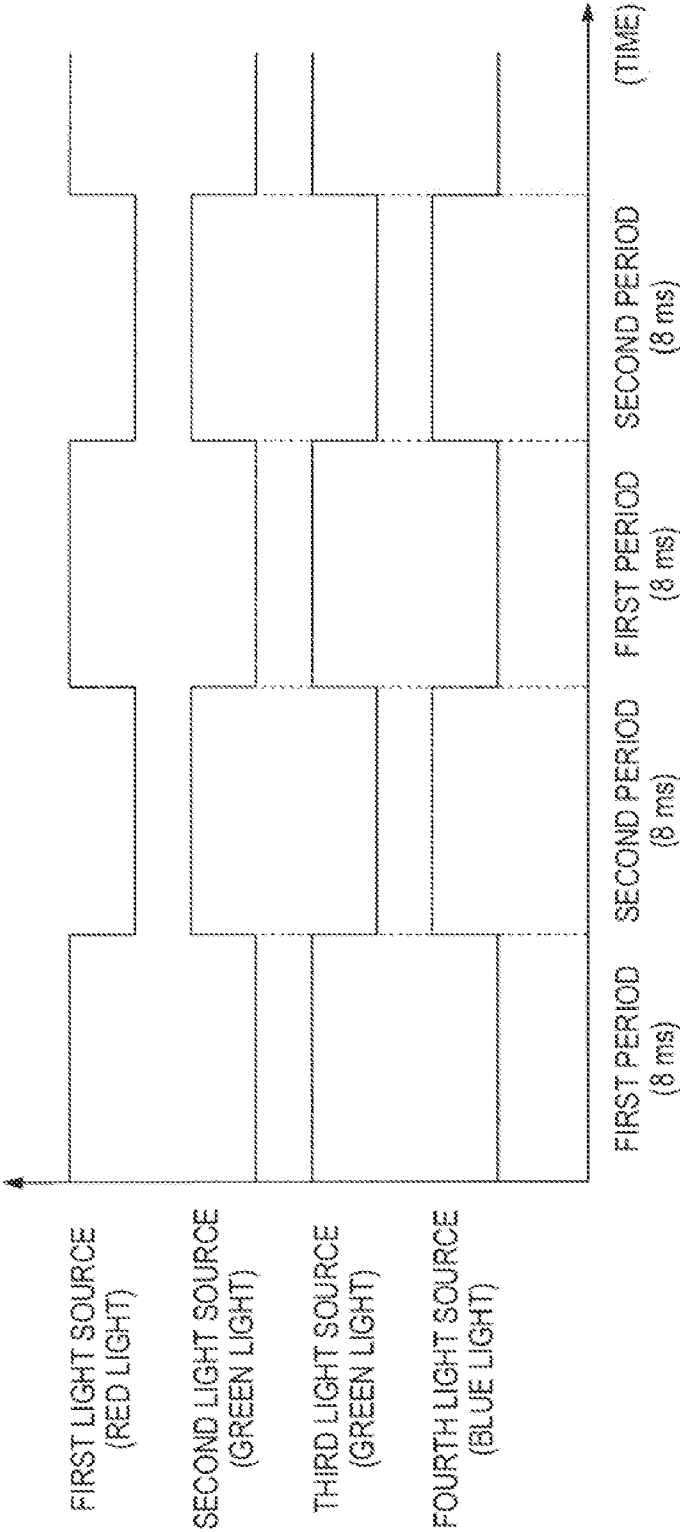 FIRST LIGHT SOURCE
(RED LIGHT)
SECOND LIGHT SOURCE
(GREEN LIGHT)
THIRD LIGHT SOURCE
(GREEN LIGHT)
FOURTH LIGHT SOURCE
(BLUE LIGHT)
FIRST PERIOD
(8 ms)
SECOND PERIOD
(8 ms)
FIRST PERIOD
(8 ms)
SECOND PERIOD
(8 ms)
(TIME)